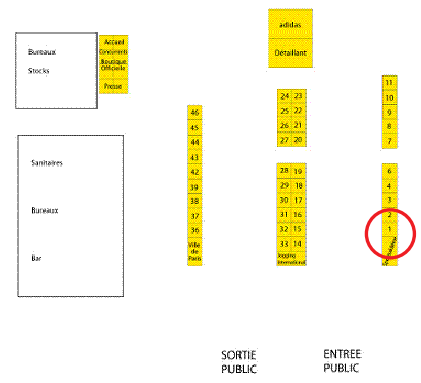 Bureaux
Stocks
Accueil
Concurrents
Boutique
Officielle
Presse
adidas
Détaillant
Sanitaires
Bureaux
Bar
46
45
44
43
42
39
38
37
36
Ville
de
Paris
24 23
25 22
26 21
27 20
28 19
29 18
30 17
31 16
32 15
33 14
Jogging
International
11
10
9
8
7
6
4
3
2
1
SORTIE
PUBLIC
ENTREE
PUBLIC